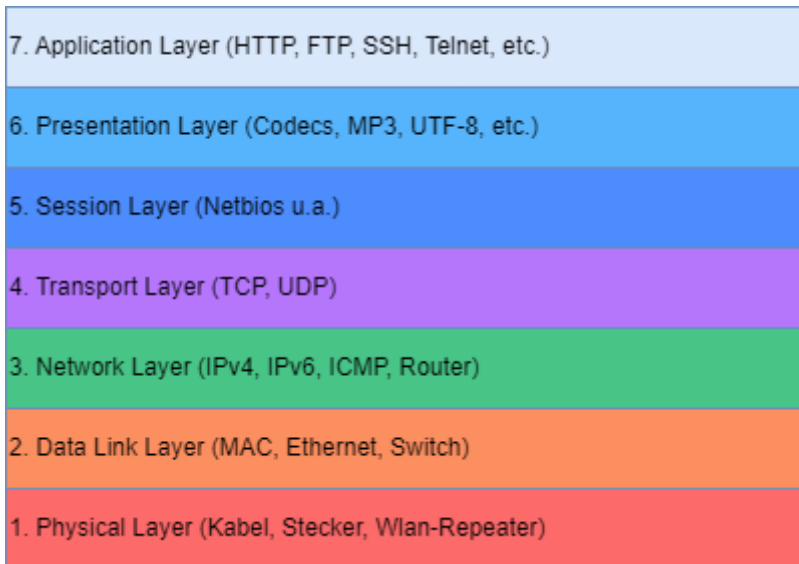 7. Application Layer (HTTP, FTP, SSH, Telnet, etc.)
6. Presentation Layer (Codecs, MP3, UTF-8, etc.)
5. Session Layer (Netbios u.a.)
4. Transport Layer (TCP, UDP)
3. Network Layer (IPv4, IPv6, ICMP, Router)
2. Data Link Layer (MAC, Ethernet, Switch)
1. Physical Layer (Kabel, Stecker, Wlan-Repeater)